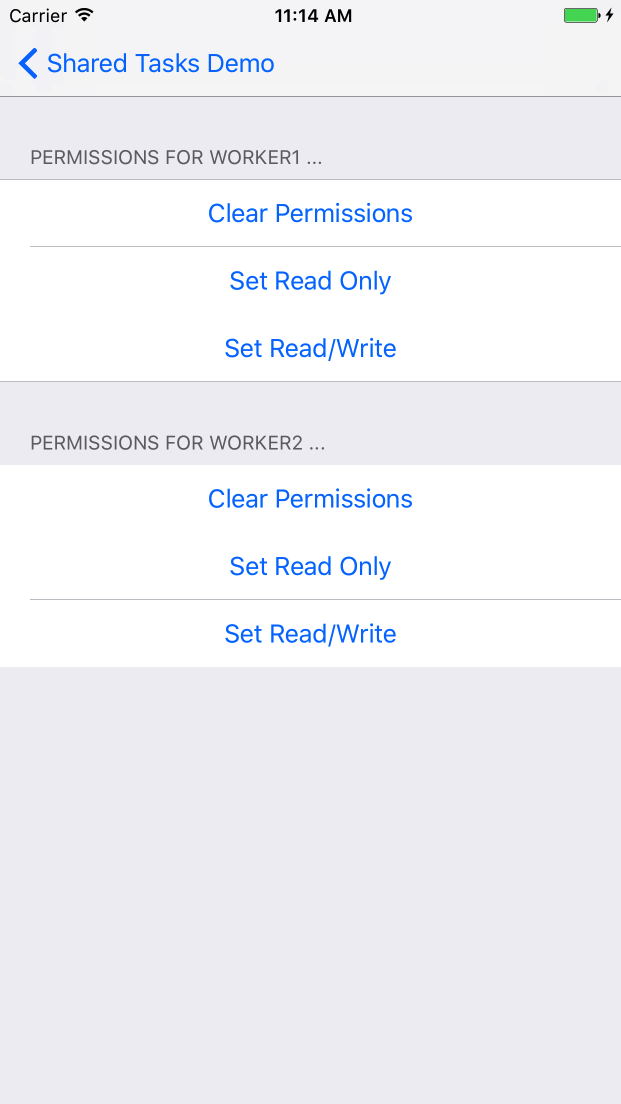 Carrier 11:14 AM
Shared Tasks Demo
PERMISSIONS FOR WORKER1 ...
Clear Permissions
Set Read Only
Set Read/Write
PERMISSIONS FOR WORKER2 ...
Clear Permissions
Set Read Only
Set Read/Write